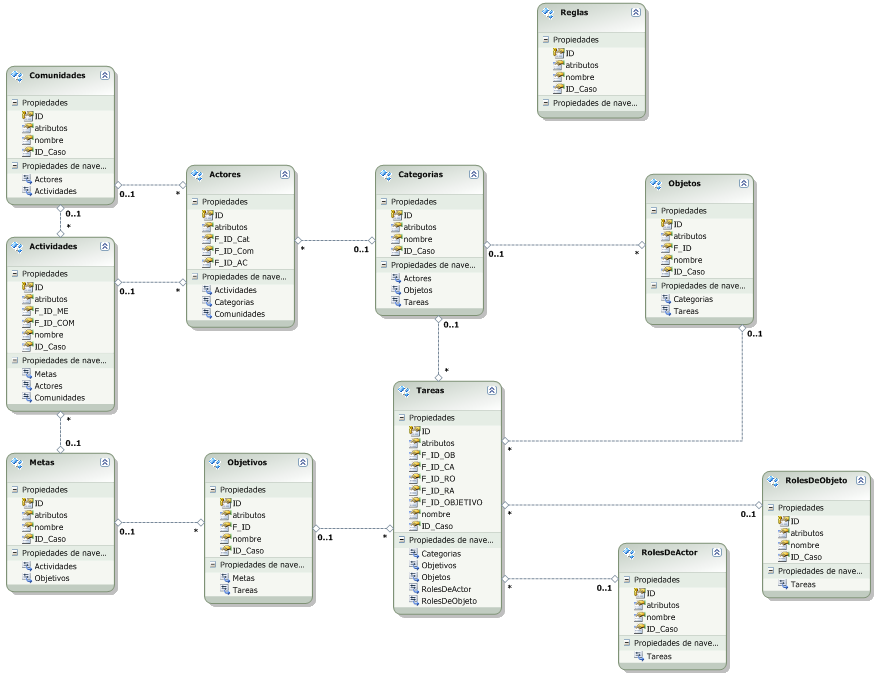 Reglas
Propiedades
ID
atributos
nombre
ID_Caso
Propiedades de nave...
Comunidades
Propiedades
ID
atributos
nombre
ID_Caso
Propiedades de nave...
Actores
Actividades
0..1
*
0..1
*
Actores
Propiedades
ID
atributos
F_ID_Cat
F_ID_Com
F_ID_AC
Propiedades de nave...
Actividades
Categorias
Comunidades
*
0..1
Categorias
Propiedades
ID
atributos
nombre
ID_Caso
Propiedades de nave...
Actores
Objetos
Tareas
0..1
*
0..1
*
Objetos
Propiedades
ID
atributos
F_ID
nombre
ID_Caso
Propiedades de nave...
Categorias
Tareas
0..1
*
Actividades
Propiedades
ID
atributos
F_ID_ME
F_ID_COM
nombre
ID_Caso
Propiedades de nave...
Metas
Actores
Comunidades
0..1
*
*
0..1
Metas
Propiedades
ID
atributos
nombre
ID_Caso
Propiedades de nave...
Actividades
Objetivos
0..1
*
Objetivos
Propiedades
ID
atributos
F_ID
nombre
ID_Caso
Propiedades de nave...
Metas
Tareas
0..1
*
Tareas
Propiedades
ID
atributos
F_ID_OB
F_ID_CA
F_ID_RO
F_ID_RA
F_ID_OBJETIVO
nombre
ID_Caso
Propiedades de nave...
Categorias
Objetivos
Objetos
RolesDeActor
RolesDeObjeto
*
0..1
*
0..1
RolesDeActor
Propiedades
ID
atributos
nombre
ID_Caso
Propiedades de nave...
Tareas
RolesDeObjeto
Propiedades
ID
atributos
nombre
ID_Caso
Propiedades de nave...
Tareas